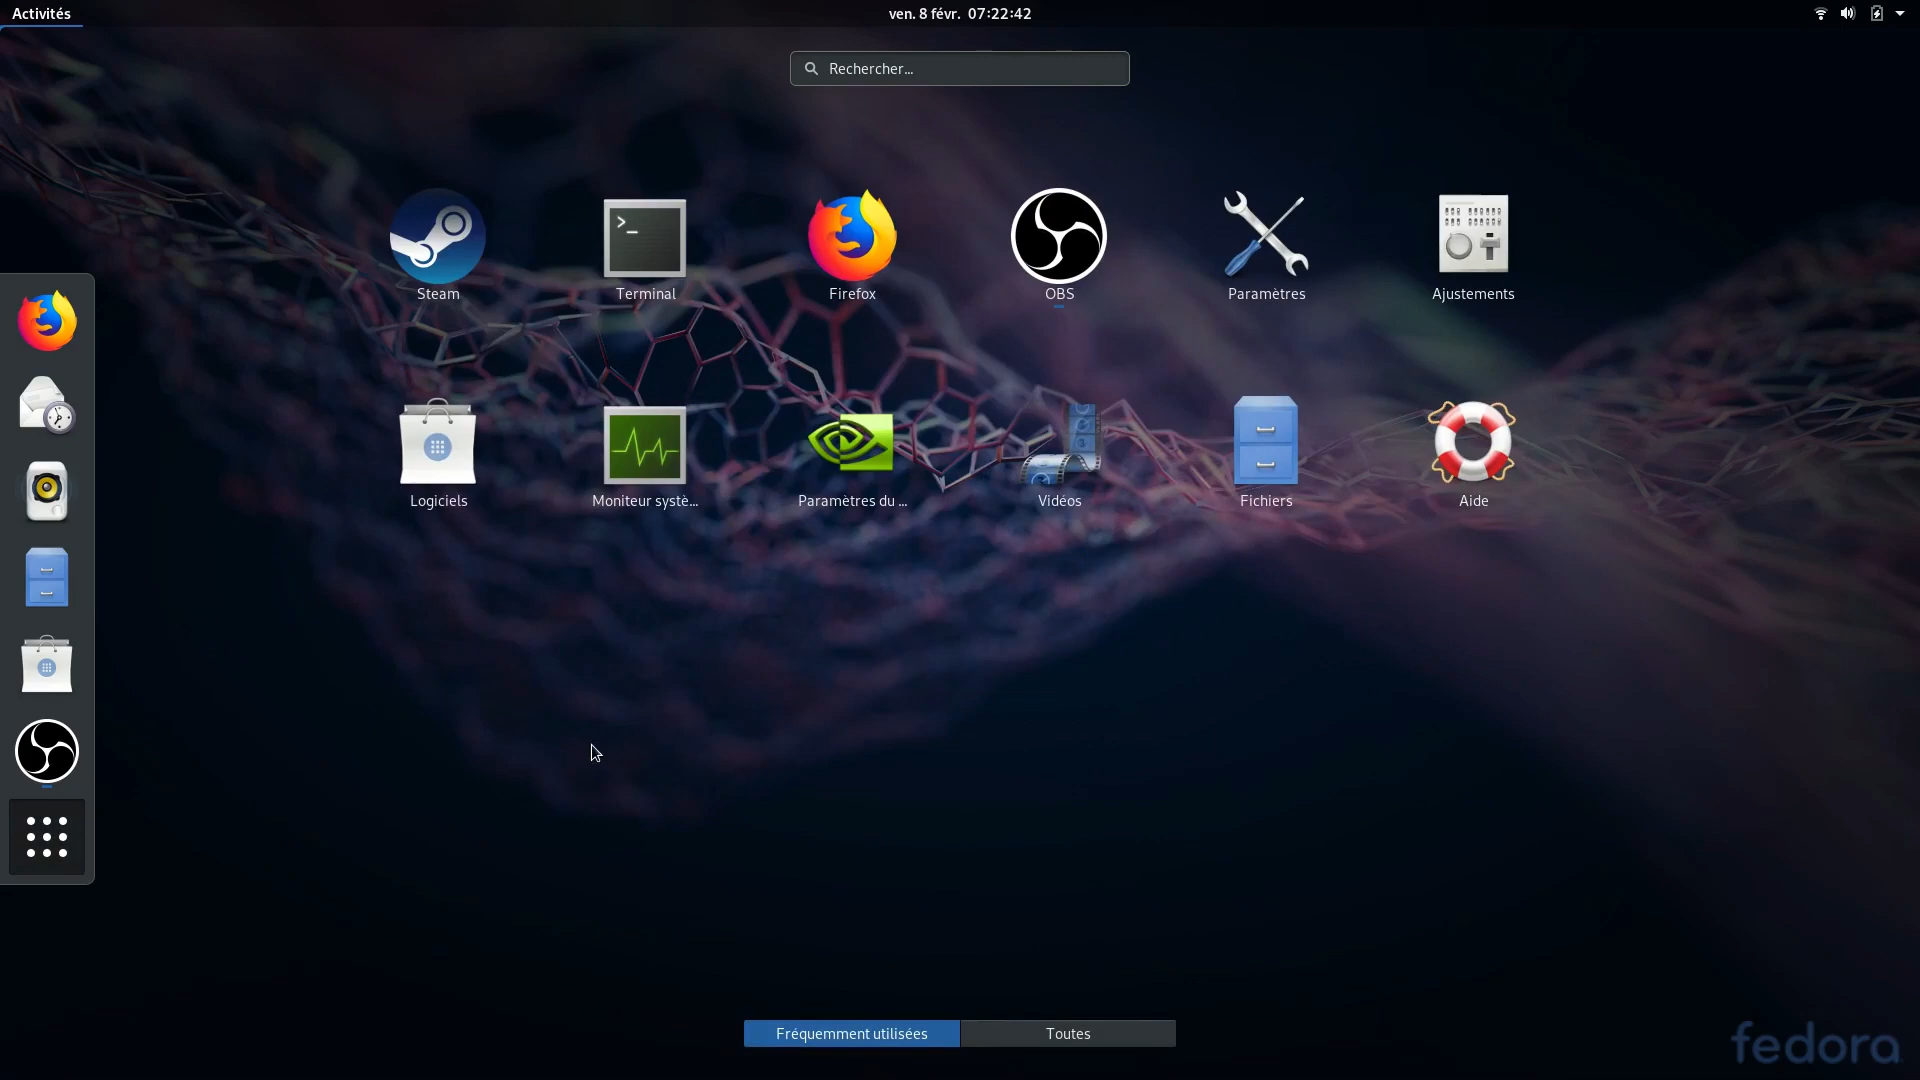 Activités
ven. 8 févr. 07:22:42
Rechercher...
Steam
Terminal
Firefox
OBS
Paramètres
Ajustements
Logiciels
Moniteur systè...
Paramètres du ...
Vidéos
Fichiers
Aide
Fréquemment utilisées
Toutes
fedora